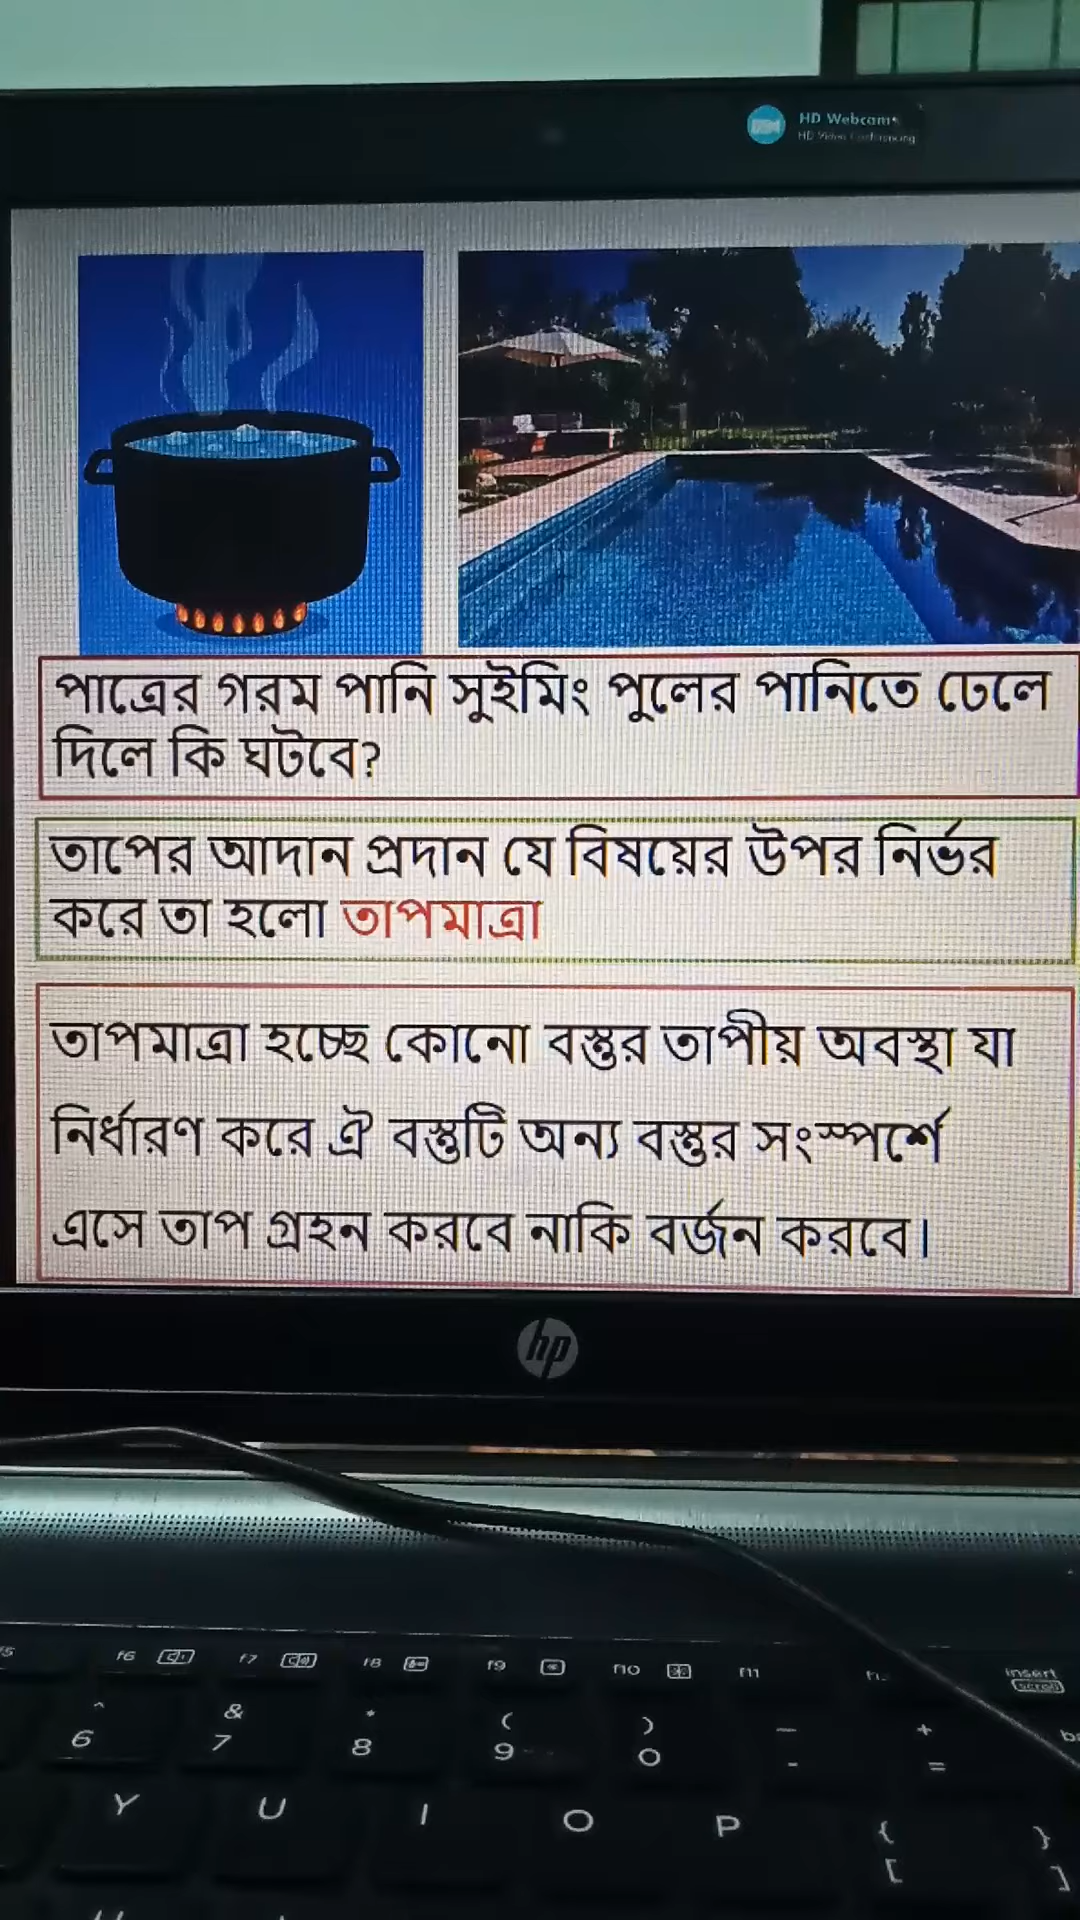 HD Webcam
পাত্রের গরম পানি সুইমিং পুলের পানিতে ঢেলে
দিলে কি ঘটবে?
তাপের আদান প্রদান যে বিষয়ের উপর নির্ভর
করে তা হলো তাপমাত্রা
তাপমাত্রা হচ্ছে কোনো বস্তুর তাপীয় অবস্থা যা
নির্ধারণ করে ঐ বস্তুটি অন্য বস্তুর সংস্পর্শে
এসে তাপ গ্রহন করবে নাকি বর্জন করবে।
hp
f6 f7 f8 f9 f10 f11 insert
^ & * ( ) — +
6 7 8 9 0 - =
Y U I O P { }
[ ]